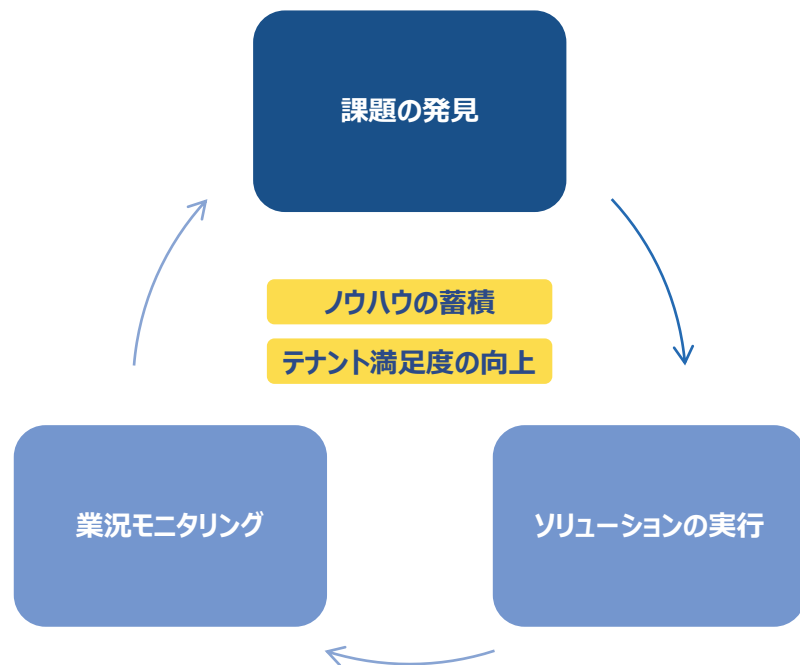 課題の発見
ノウハウの蓄積
テナント満足度の向上
業況モニタリング
ソリューションの実行